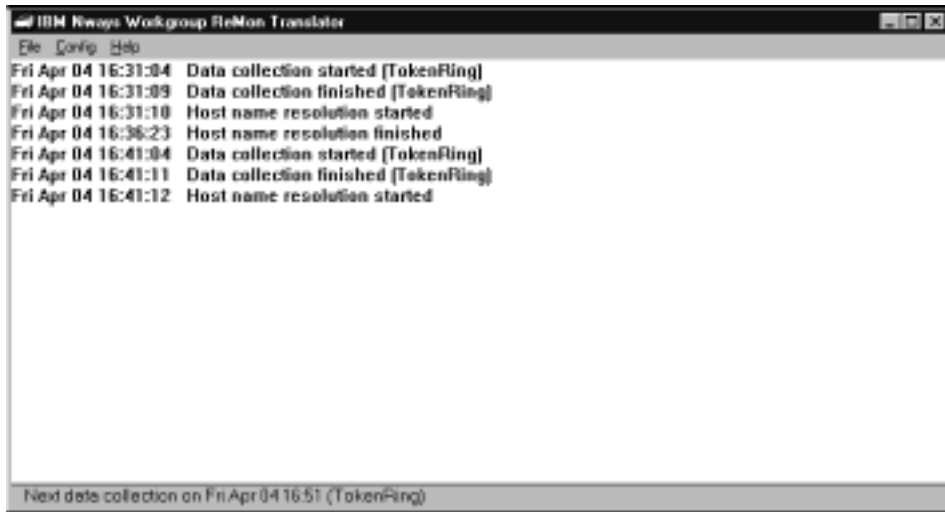 IBM Nways Workgroup ReMon Translator
File Config Help
Fri Apr 04 16:31:04 Data collection started (TokenRing)
Fri Apr 04 16:31:09 Data collection finished (TokenRing)
Fri Apr 04 16:31:10 Host name resolution started
Fri Apr 04 16:36:23 Host name resolution finished
Fri Apr 04 16:41:04 Data collection started (TokenRing)
Fri Apr 04 16:41:11 Data collection finished (TokenRing)
Fri Apr 04 16:41:12 Host name resolution started
Next data collection on Fri Apr 04 16:51 (TokenRing)